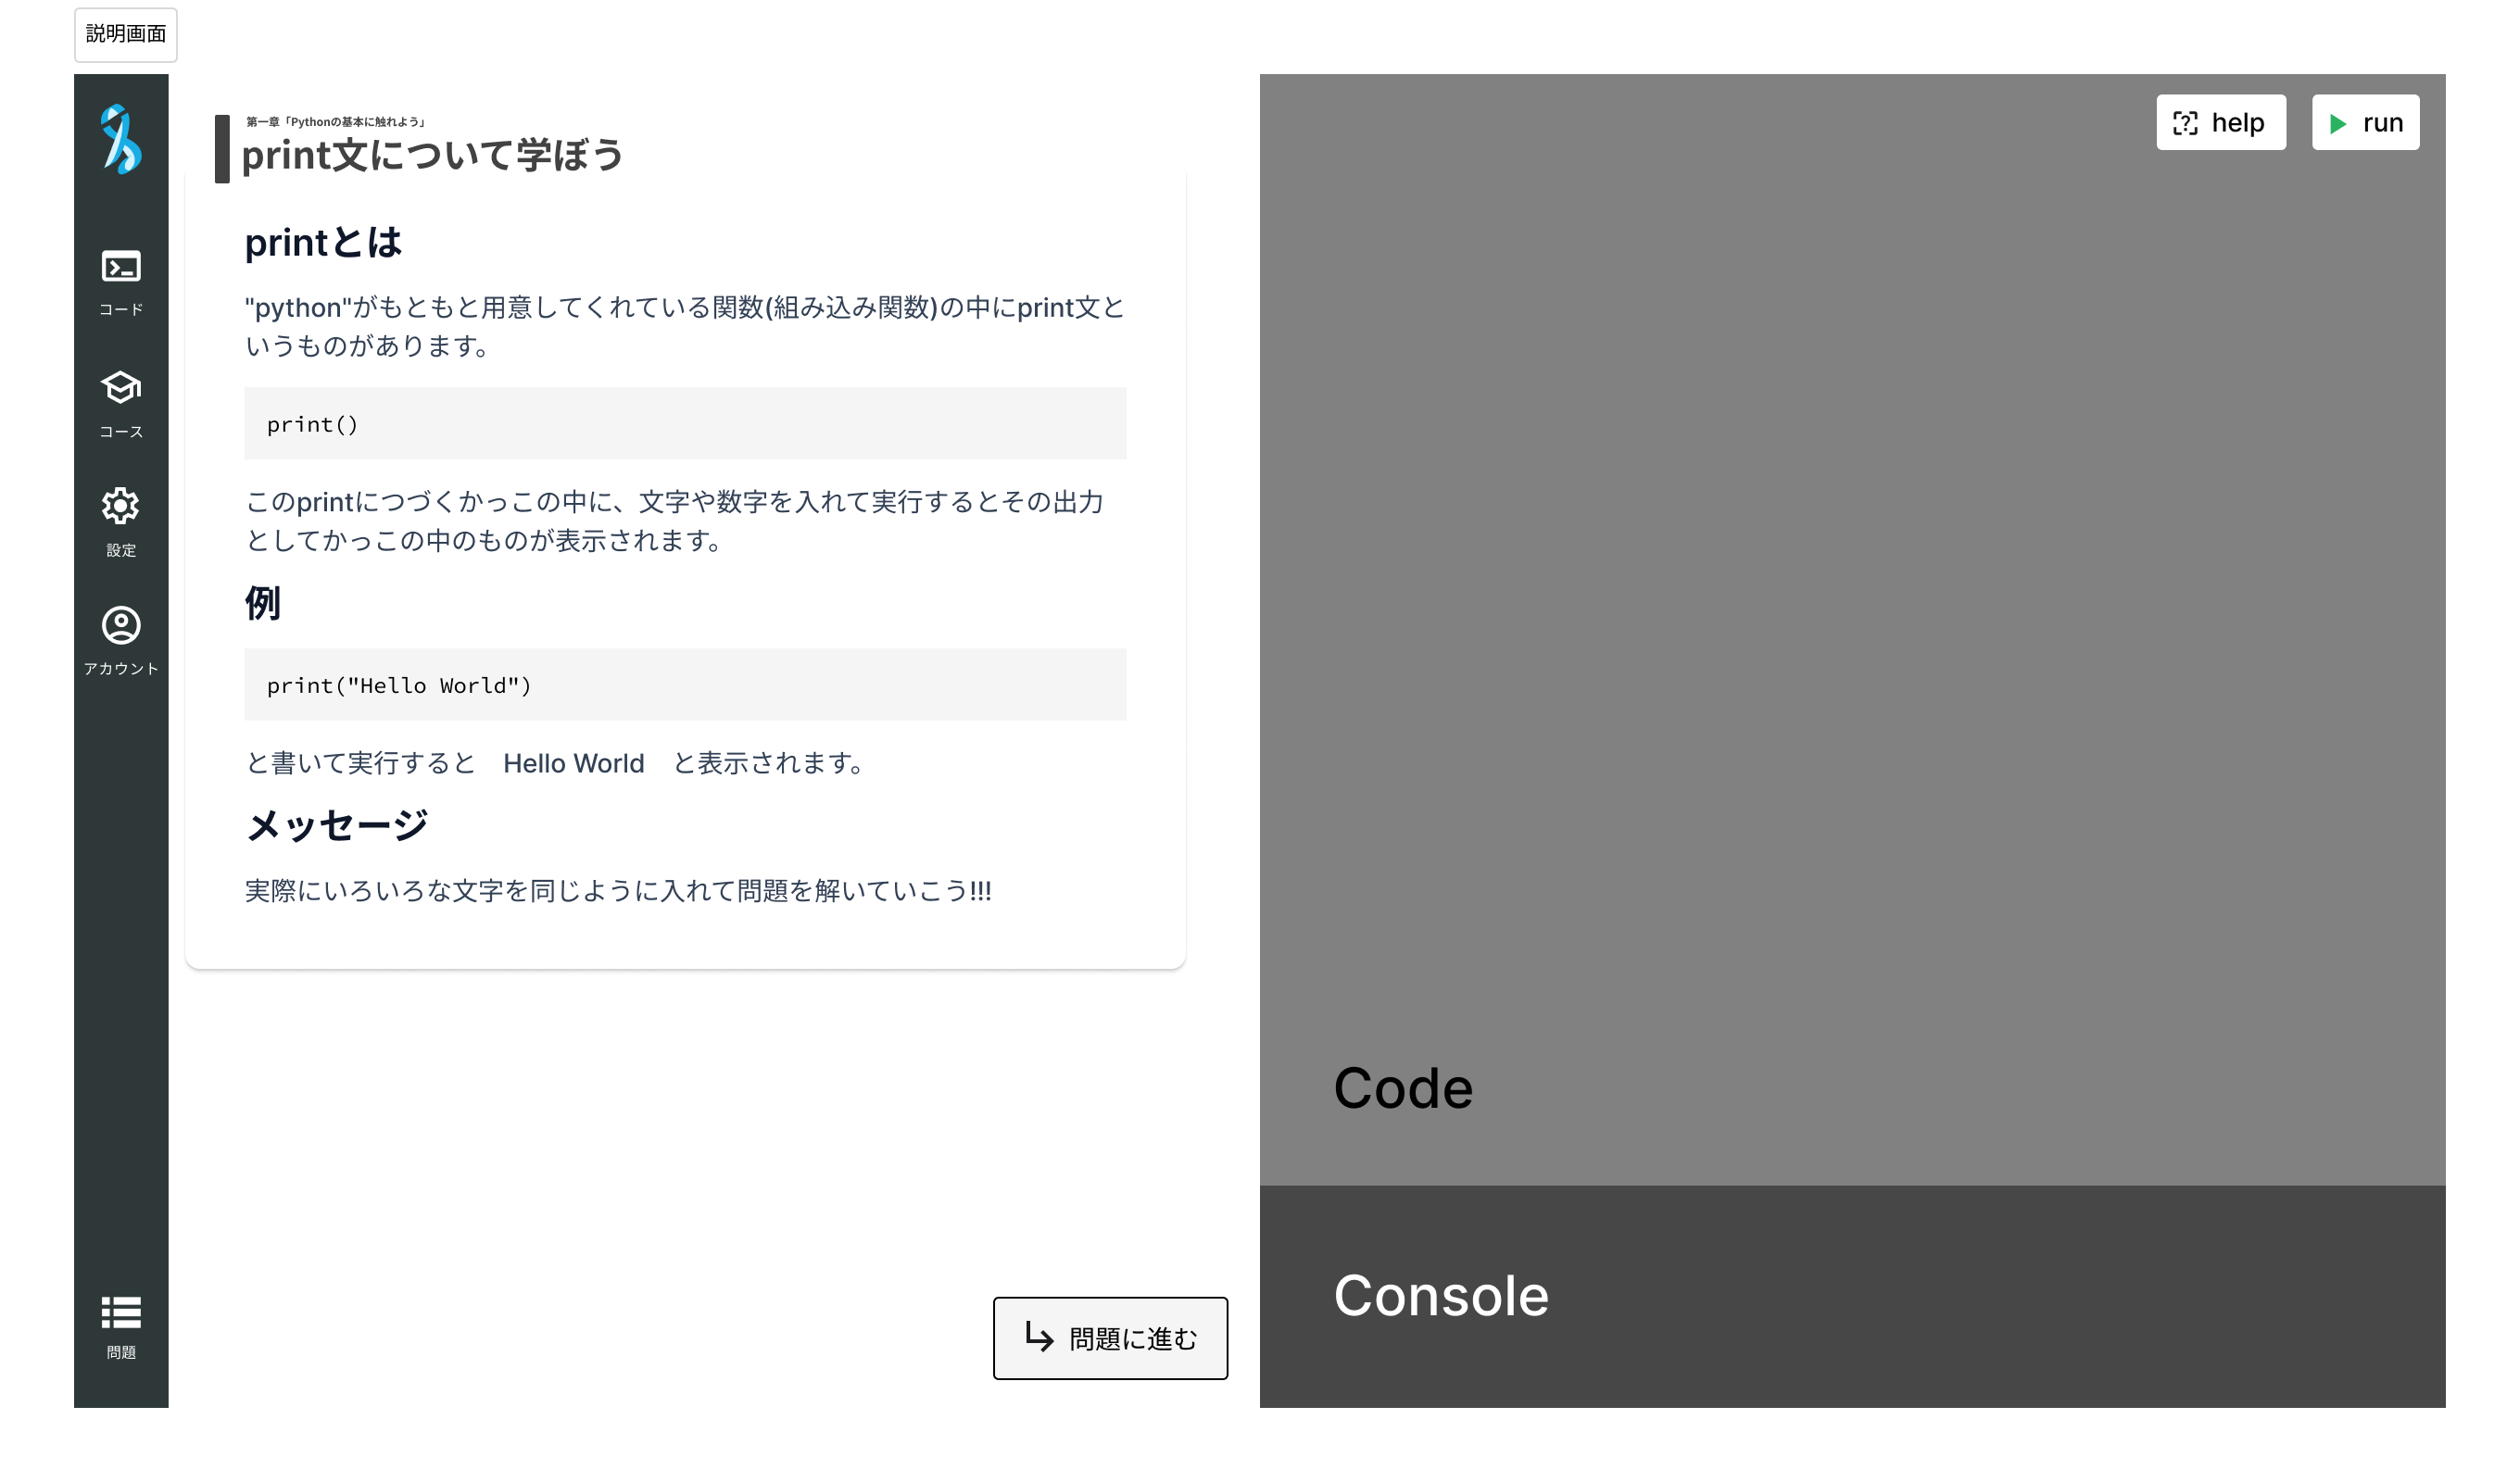 説明画面
コード
コース
設定
アカウント
問題
第一章「Pythonの基本に触れよう」
print文について学ぼう
printとは
"python"がもともと用意してくれている関数(組み込み関数)の中にprint文と
いうものがあります。
print()
このprintにつづくかっこの中に、文字や数字を入れて実行するとその出力
としてかっこの中のものが表示されます。
例
print("Hello World")
と書いて実行すると　Hello World　と表示されます。
メッセージ
実際にいろいろな文字を同じように入れて問題を解いていこう!!!
問題に進む
help
run
Code
Console